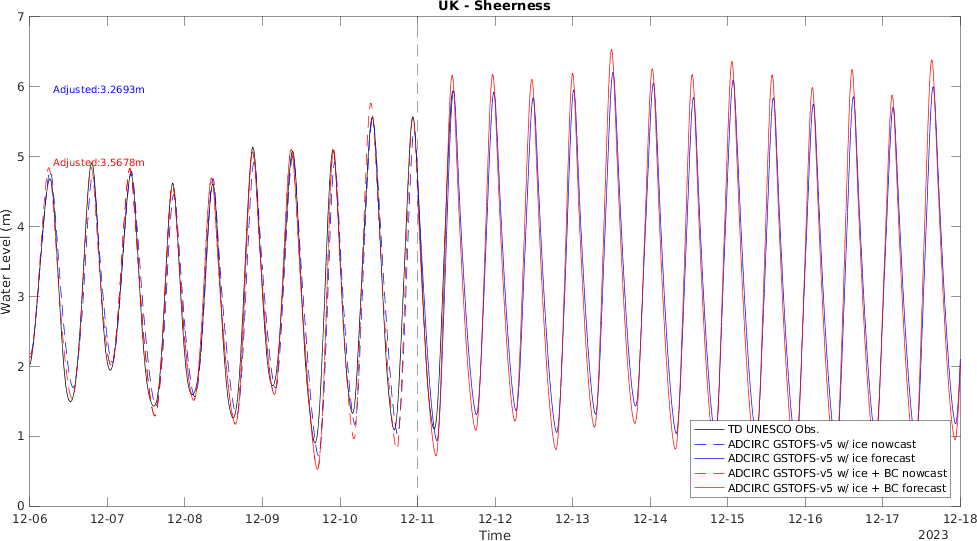 UK - Sheerness
7
6
5
4
3
2
1
0
Water Level (m)
Adjusted:3.2693m
Adjusted:3.5678m
TD UNESCO Obs.
ADCIRC GSTOFS-v5 w/ ice nowcast
ADCIRC GSTOFS-v5 w/ ice forecast
ADCIRC GSTOFS-v5 w/ ice + BC nowcast
ADCIRC GSTOFS-v5 w/ ice + BC forecast
12-06 12-07 12-08 12-09 12-10 12-11 12-12 12-13 12-14 12-15 12-16 12-17 12-18
Time
2023